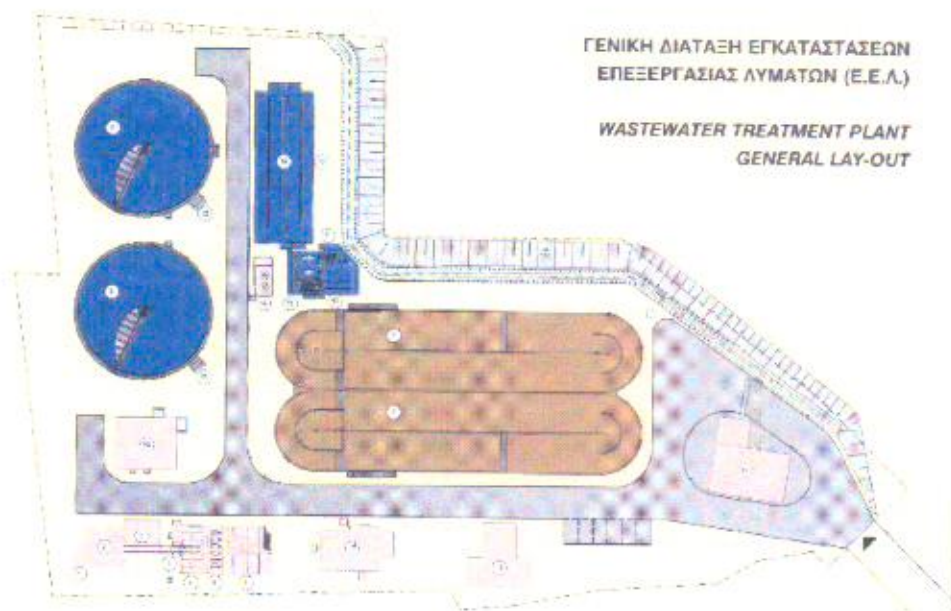 ΓΕΝΙΚΗ ΔΙΑΤΑΞΗ ΕΓΚΑΤΑΣΤΑΣΕΩΝ
ΕΠΕΞΕΡΓΑΣΙΑΣ ΛΥΜΑΤΩΝ (Ε.Ε.Λ.)
WASTEWATER TREATMENT PLANT
GENERAL LAY-OUT